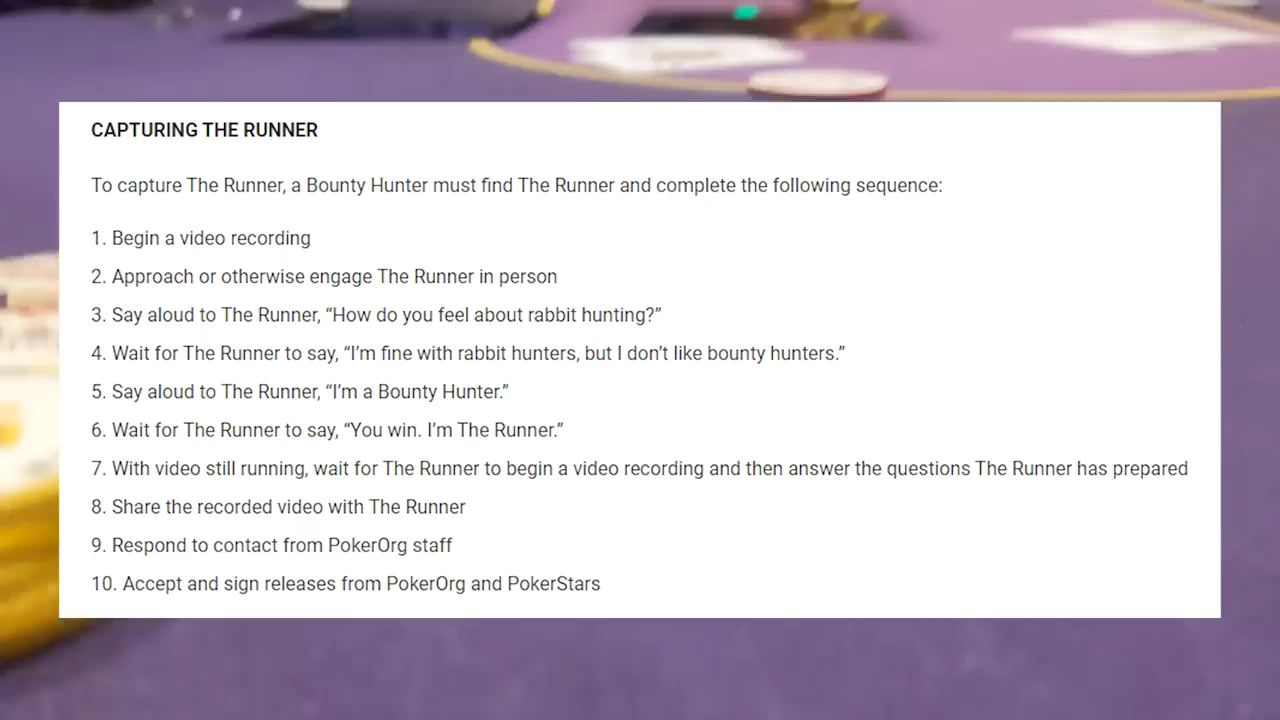 CAPTURING THE RUNNER
To capture The Runner, a Bounty Hunter must find The Runner and complete the following sequence:
1. Begin a video recording
2. Approach or otherwise engage The Runner in person
3. Say aloud to The Runner, “How do you feel about rabbit hunting?”
4. Wait for The Runner to say, “I’m fine with rabbit hunters, but I don’t like bounty hunters.”
5. Say aloud to The Runner, “I’m a Bounty Hunter.”
6. Wait for The Runner to say, “You win. I’m The Runner.”
7. With video still running, wait for The Runner to begin a video recording and then answer the questions The Runner has prepared
8. Share the recorded video with The Runner
9. Respond to contact from PokerOrg staff
10. Accept and sign releases from PokerOrg and PokerStars